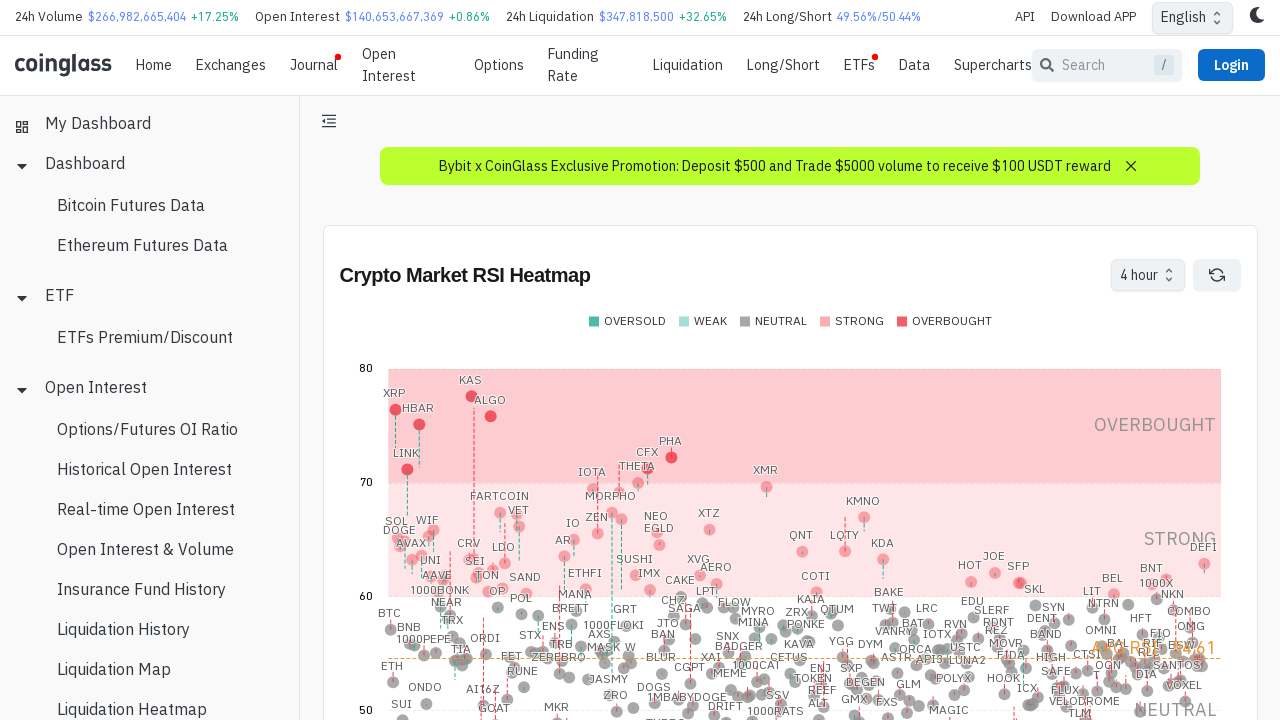 24h Volume $266,982,665,404 +17.25% Open Interest $140,653,667,369 +0.86% 24h Liquidation $347,818,500 +32.65% 24h Long/Short 49.56%/50.44% API Download APP English
coinglass Home Exchanges Journal Open Interest Options Funding Rate Liquidation Long/Short ETFs Data Supercharts Search / Login
My Dashboard
Dashboard
Bitcoin Futures Data
Ethereum Futures Data
ETF
ETFs Premium/Discount
Open Interest
Options/Futures OI Ratio
Historical Open Interest
Real-time Open Interest
Open Interest & Volume
Insurance Fund History
Liquidation History
Liquidation Map
Liquidation Heatmap
Bybit x CoinGlass Exclusive Promotion: Deposit $500 and Trade $5000 volume to receive $100 USDT reward
Crypto Market RSI Heatmap
4 hour
OVERSOLD WEAK NEUTRAL STRONG OVERBOUGHT
80
KAS
XRP
ALGO
HBAR
OVERBOUGHT
PHA
LINK
CFX
THETA
IOTA
XMR
70
FARTCOIN
MORPHO
KMNO
VET
XTZ
NEO
ZEN
SOL
WIF
IO
EGLD
DOGE
QNT
LQTY
STRONG
AVAX
CRV
LDO
AR
KDA
DEFI
UNI
SEI
SUSHI
XVG
HOT
JOE
SFP
BNT
AAVE
TON
SAND
ETHFI
IMX
AERO
COTI
CAKE
BEL
1000X
1000BONK
OP
MANA
LPT
BAKE
SKL
LIT
60
NEAR
POL
BRETT
GRT
CHZ
SAGA
FLOW
MYRO
ZRX
KAIA
QTUM
TWT
LRC
EDU
SLERF
SYN
NTRN
COMBO
BTC
BNB
TRX
ENS
1000FLOKI
JTO
MINA
PONKE
VANRY
BAT
RVN
RDNT
DENT
HFT
OMG
1000PEPE
ORDI
STX
AXS
BAN
SNX
IOTX
REZ
BAND
OMNI
FIO
TIA
TRB
MASK
W
BADGER
KAVA
YGG
DYM
ORCA
USTC
MOVR
FET
ZEREBRO
BLUR
XAI
CETUS
ASTR
API3
LUNA2
FIDA
HIGH
CTSI
ETH
RUNE
JASMY
CGPT
MEME
1000CAT
ENJ
SXP
OGN
SANTOS
ONDO
AI16Z
ZRO
DOGS
1MBABYDOGE
SSV
TOKEN
REEF
DEGEN
GLM
POLYX
HOOK
ICX
SAFE
FLUX
T
DIA
NKN
VOXEL
SUI
GOAT
MKR
DRIFT
1000RATS
ALT
GMX
FXS
MAGIC
VELODROME
TLM
NEUTRAL
50